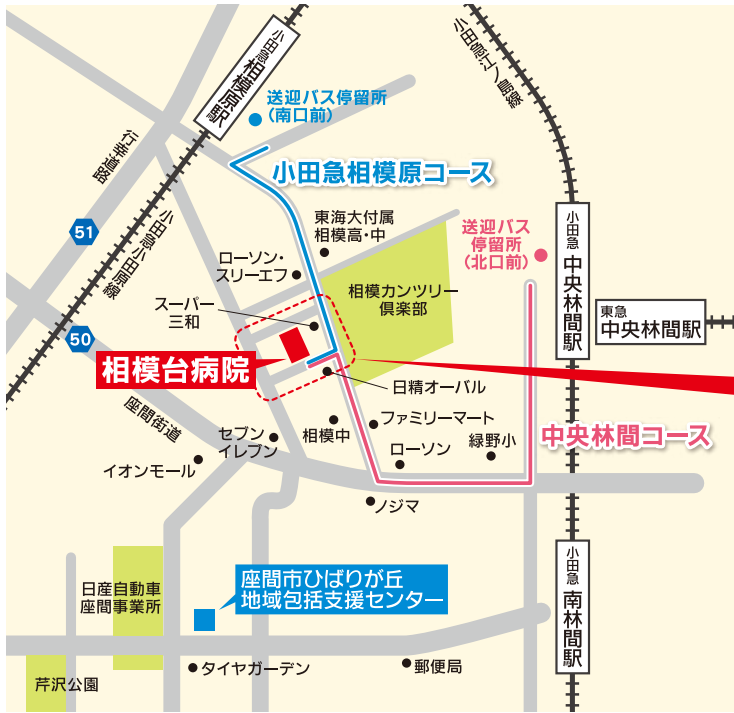 小田急
相模原駅
送迎バス停留所
（南口前）
小田急江ノ島線
行幸道路
小田急相模原コース
51
小田急小田原線
東海大付属
相模高・中
送迎バス
停留所
（北口前）
小田急
中央林間駅
ローソン・
スリーエフ
相模カンツリー
倶楽部
スーパー
三和
東急
中央林間駅
50
相模台病院
日精オーバル
座間街道
ファミリーマート
セブン
イレブン
相模中
中央林間コース
緑野小
ローソン
イオンモール
ノジマ
小田急
南林間駅
座間市ひばりが丘
地域包括支援センター
日産自動車
座間事業所
タイヤガーデン
郵便局
芹沢公園